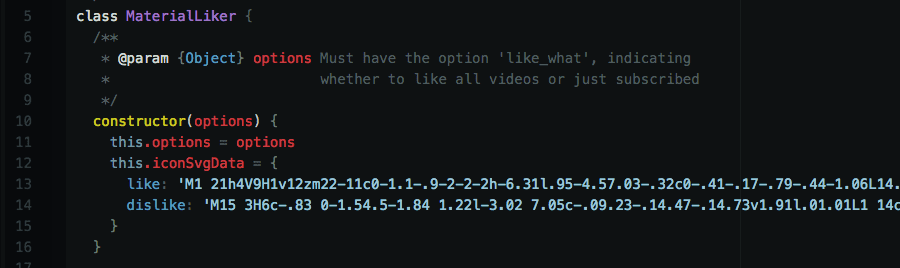 5 class MaterialLiker {
6 /**
7 * @param {Object} options Must have the option 'like_what', indicating
8 * whether to like all videos or just subscribed
9 */
10 constructor(options) {
11 this.options = options
12 this.iconSvgData = {
13 like: 'M1 21h4V9H1v12zm22-11c0-1.1-.9-2-2-2h-6.31l.95-4.57.03-.32c0-.41-.17-.79-.44-1.06L14.
14 dislike: 'M15 3H6c-.83 0-1.54.5-1.84 1.22l-3.02 7.05c-.09.23-.14.47-.14.73v1.91l.01.01L1 14c
15 }
16 }
17